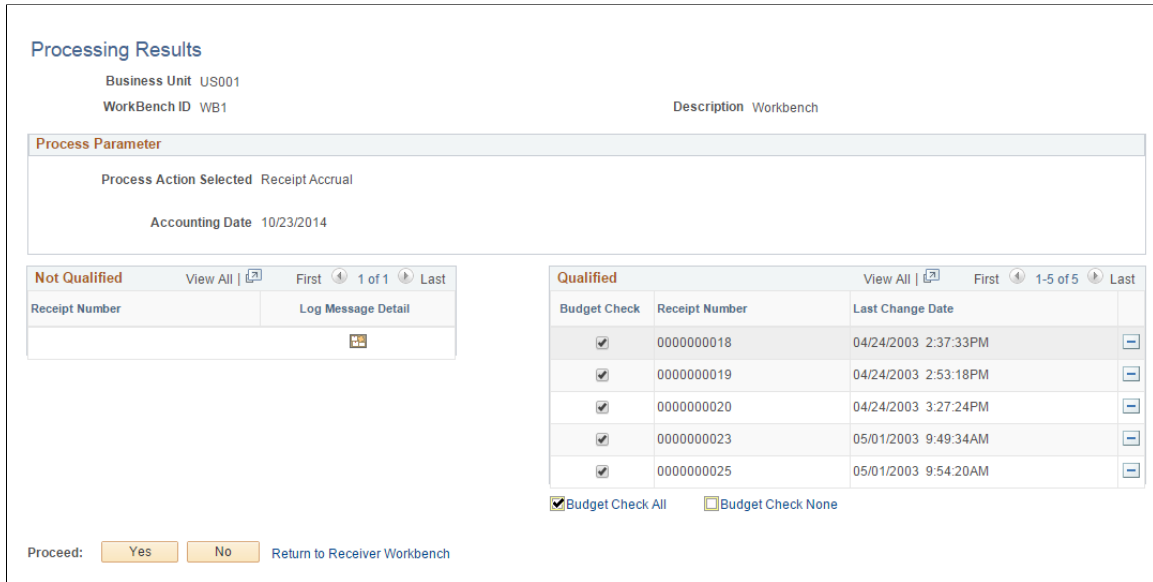 Processing Results
Business Unit US001
WorkBench ID WB1 Description Workbench
Process Parameter
Process Action Selected Receipt Accrual
Accounting Date 10/23/2014
Not Qualified View All | First 1 of 1 Last
Receipt Number Log Message Detail
Qualified View All | First 1-5 of 5 Last
Budget Check Receipt Number Last Change Date
0000000018 04/24/2003 2:37:33PM
0000000019 04/24/2003 2:53:18PM
0000000020 04/24/2003 3:27:24PM
0000000023 05/01/2003 9:49:34AM
0000000025 05/01/2003 9:54:20AM
Budget Check All Budget Check None
Proceed: Yes No Return to Receiver Workbench